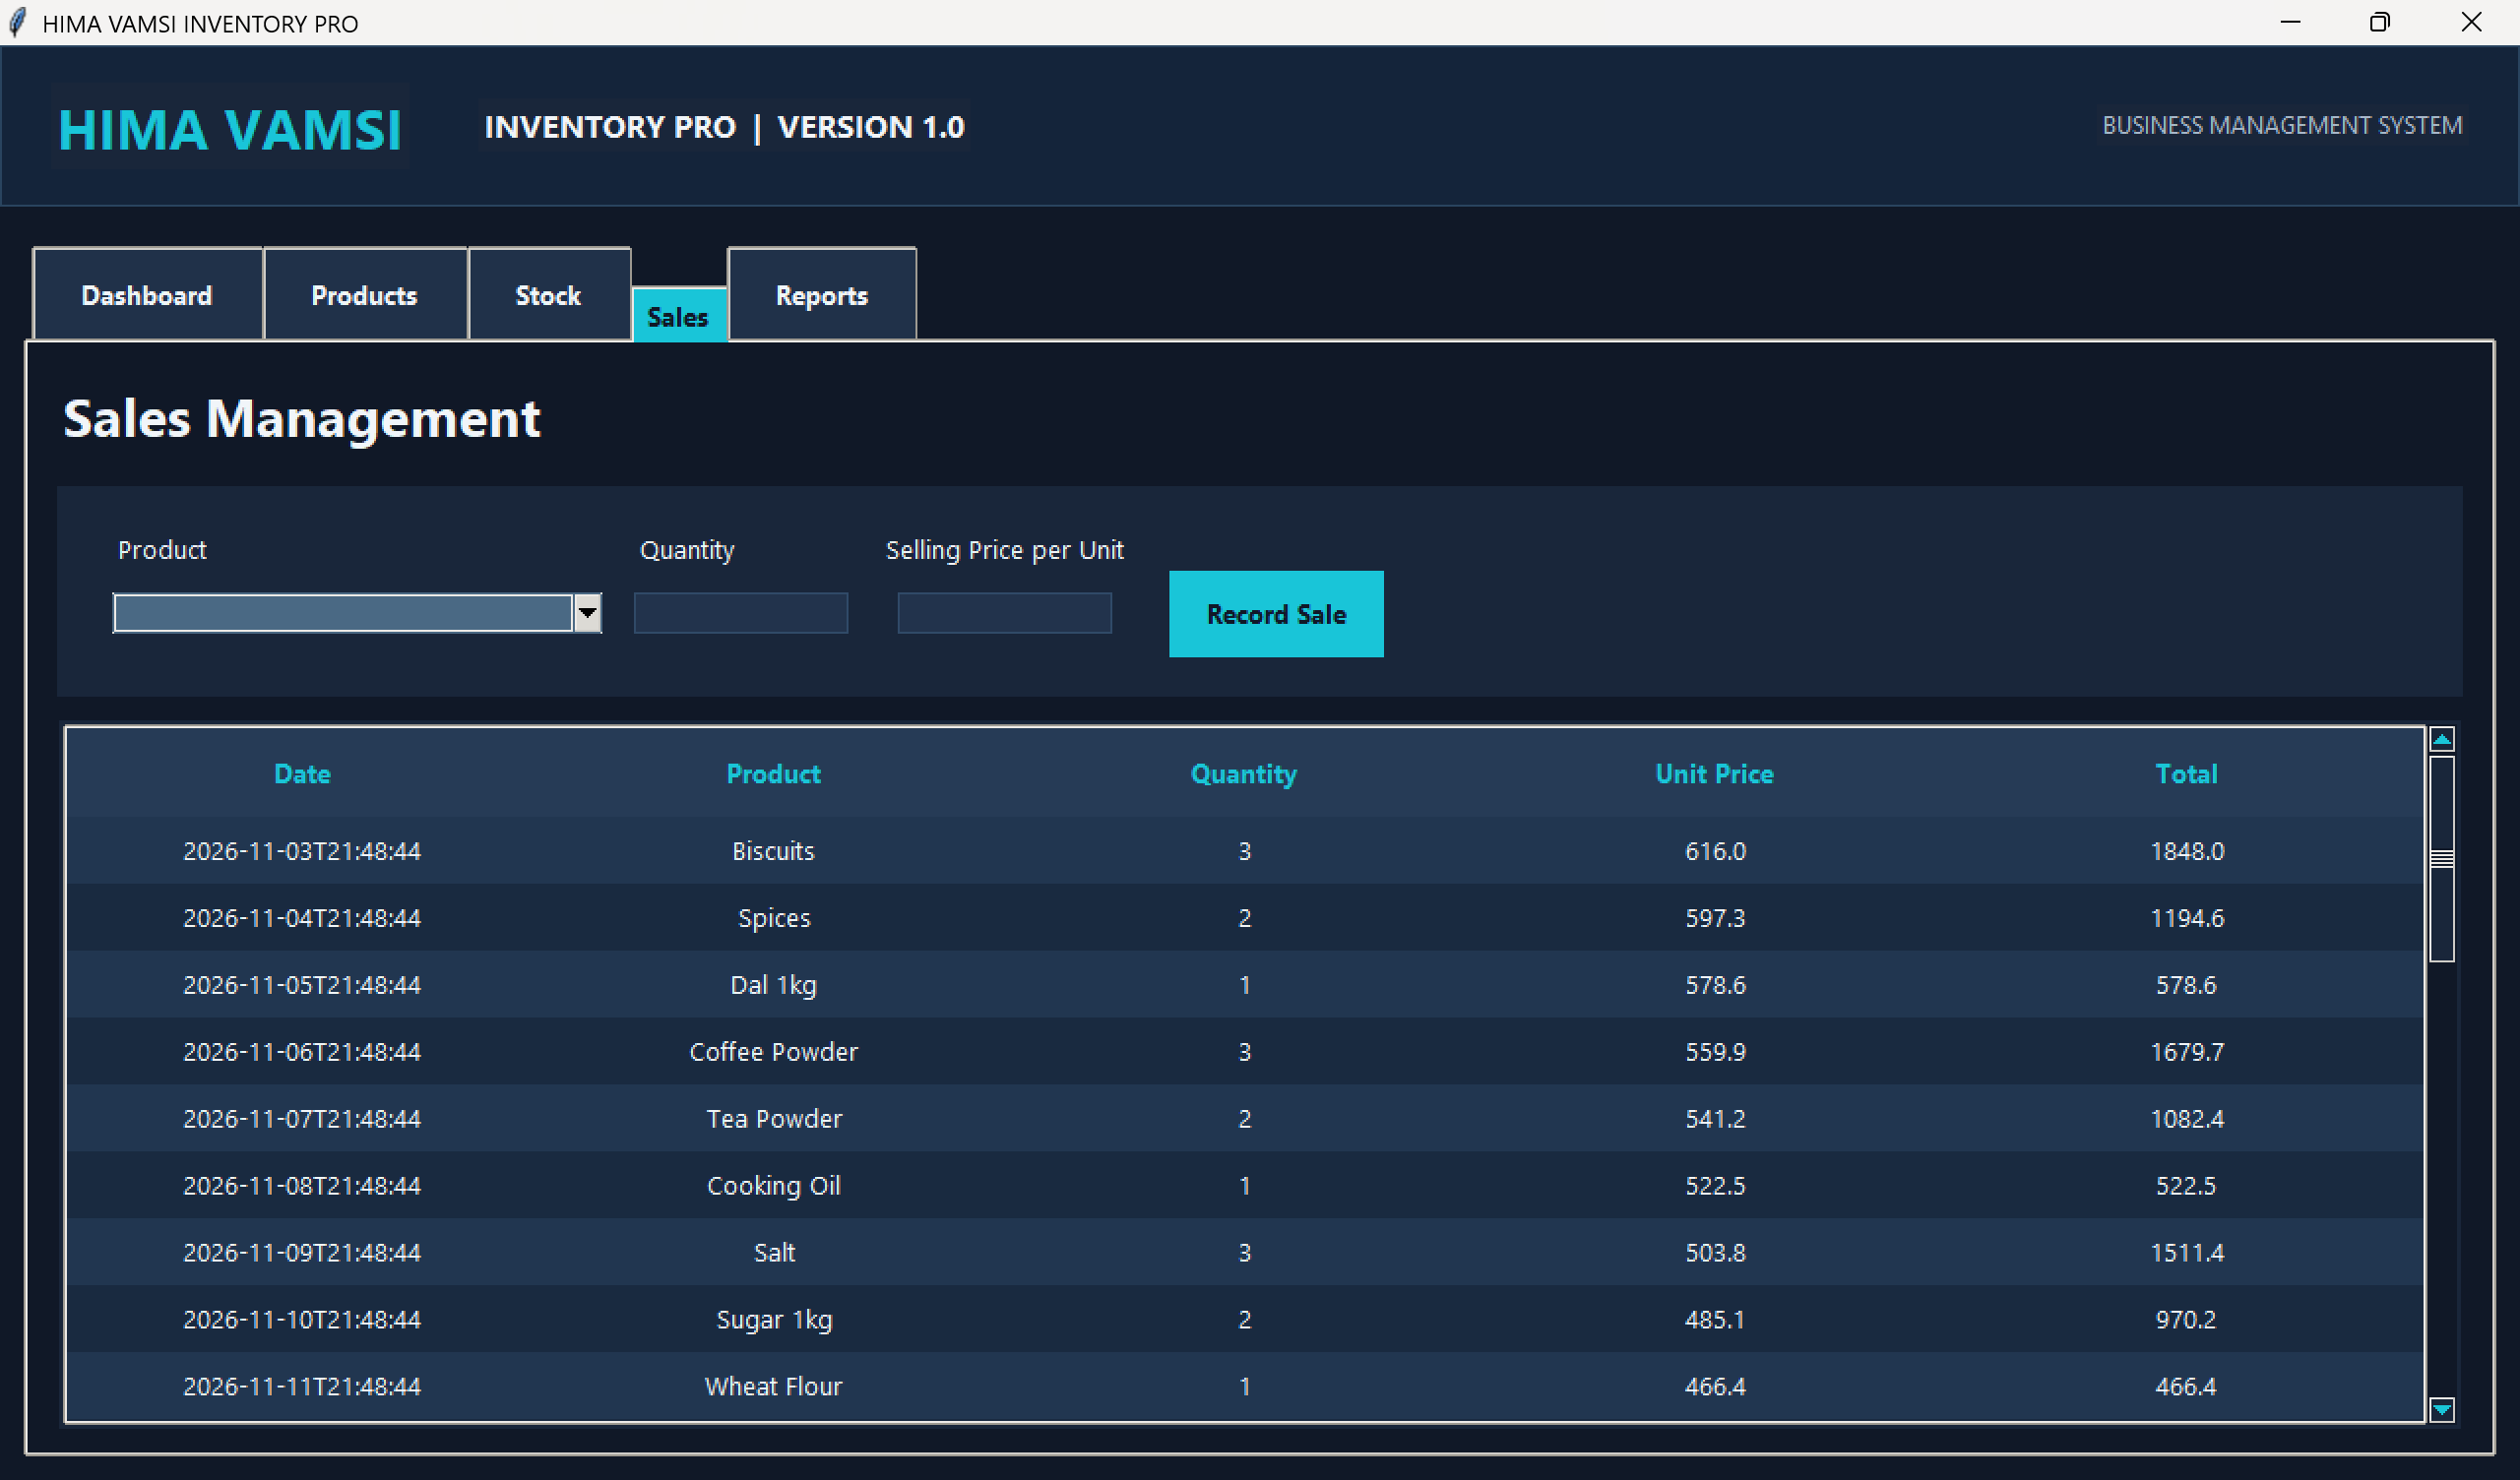 HIMA VAMSI INVENTORY PRO
HIMA VAMSI INVENTORY PRO | VERSION 1.0 BUSINESS MANAGEMENT SYSTEM
Dashboard Products Stock Sales Reports
Sales Management
Product Quantity Selling Price per Unit
Record Sale
Date Product Quantity Unit Price Total
2026-11-03T21:48:44 Biscuits 3 616.0 1848.0
2026-11-04T21:48:44 Spices 2 597.3 1194.6
2026-11-05T21:48:44 Dal 1kg 1 578.6 578.6
2026-11-06T21:48:44 Coffee Powder 3 559.9 1679.7
2026-11-07T21:48:44 Tea Powder 2 541.2 1082.4
2026-11-08T21:48:44 Cooking Oil 1 522.5 522.5
2026-11-09T21:48:44 Salt 3 503.8 1511.4
2026-11-10T21:48:44 Sugar 1kg 2 485.1 970.2
2026-11-11T21:48:44 Wheat Flour 1 466.4 466.4